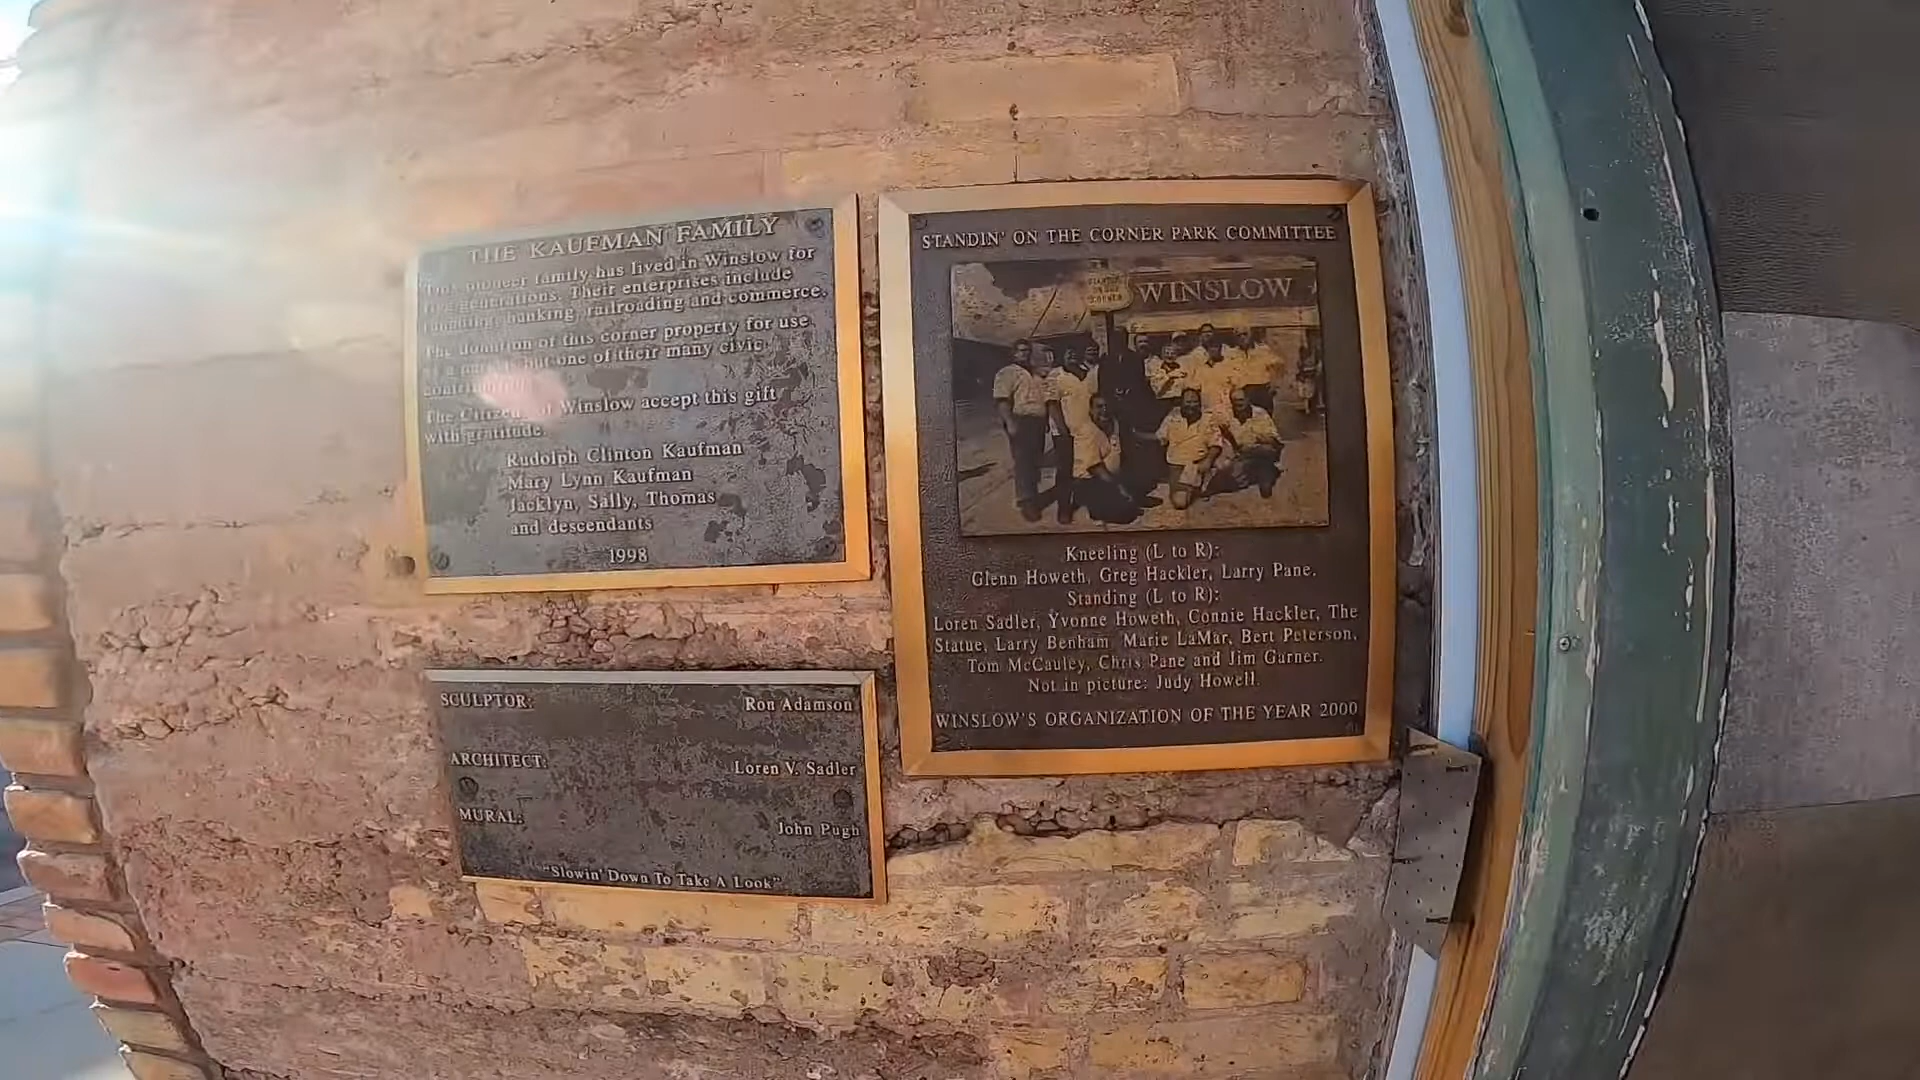 THE KAUFMAN FAMILY
pioneer family has lived in Winslow for
generations. Their enterprises include
banking, railroading and commerce.
The donation of this corner property for use
but one of their many civic
The Citizens of Winslow accept this gift
with gratitude.
Rudolph Clinton Kaufman
Mary Lynn Kaufman
Jacklyn, Sally, Thomas
and descendants
1998
STANDIN' ON THE CORNER PARK COMMITTEE
STANDIN'
ON THE
CORNER
WINSLOW
Kneeling (L to R):
Glenn Howeth, Greg Hackler, Larry Pane.
Standing (L to R):
Loren Sadler, Yvonne Howeth, Connie Hackler, The
Statue, Larry Benham, Marie LaMar, Bert Peterson,
Tom McCauley, Chris Pane and Jim Garner.
Not in picture: Judy Howell.
WINSLOW'S ORGANIZATION OF THE YEAR 2000
SCULPTOR: Ron Adamson
ARCHITECT: Loren V. Sadler
MURAL: John Pugh
"Slowin' Down To Take A Look"